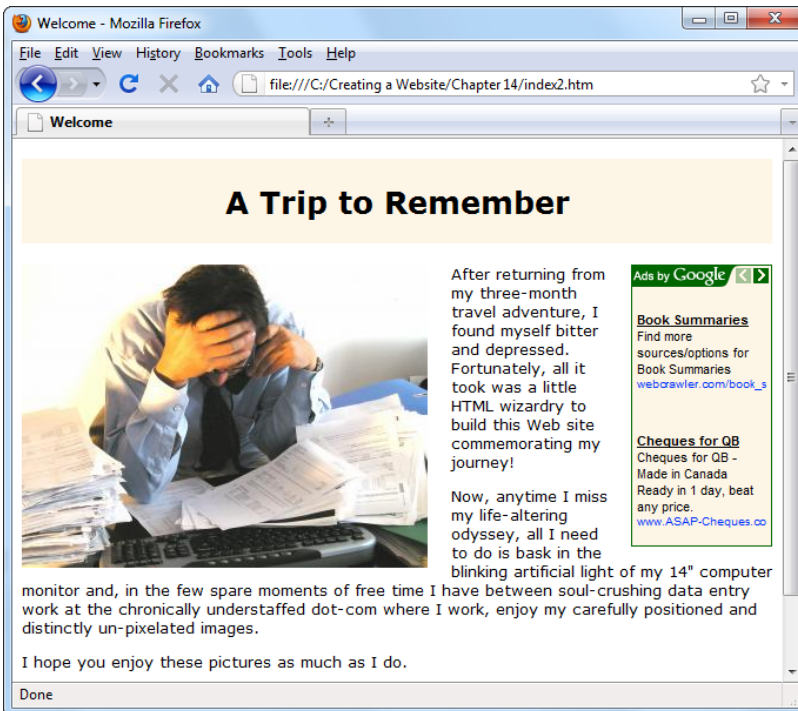 Welcome - Mozilla Firefox
File Edit View History Bookmarks Tools Help
file:///C:/Creating a Website/Chapter 14/index2.htm
Welcome
A Trip to Remember
After returning from
my three-month
travel adventure, I
found myself bitter
and depressed.
Fortunately, all it
took was a little
HTML wizardry to
build this Web site
commemorating my
journey!
Now, anytime I miss
my life-altering
odyssey, all I need
to do is bask in the
blinking artificial light of my 14" computer
monitor and, in the few spare moments of free time I have between soul-crushing data entry
work at the chronically understaffed dot-com where I work, enjoy my carefully positioned and
distinctly un-pixelated images.
I hope you enjoy these pictures as much as I do.
Ads by Google
Book Summaries
Find more
sources/options for
Book Summaries
webcrawler.com/book_s
Cheques for QB
Cheques for QB -
Made in Canada
Ready in 1 day, beat
any price.
www.ASAP-Cheques.co
Done